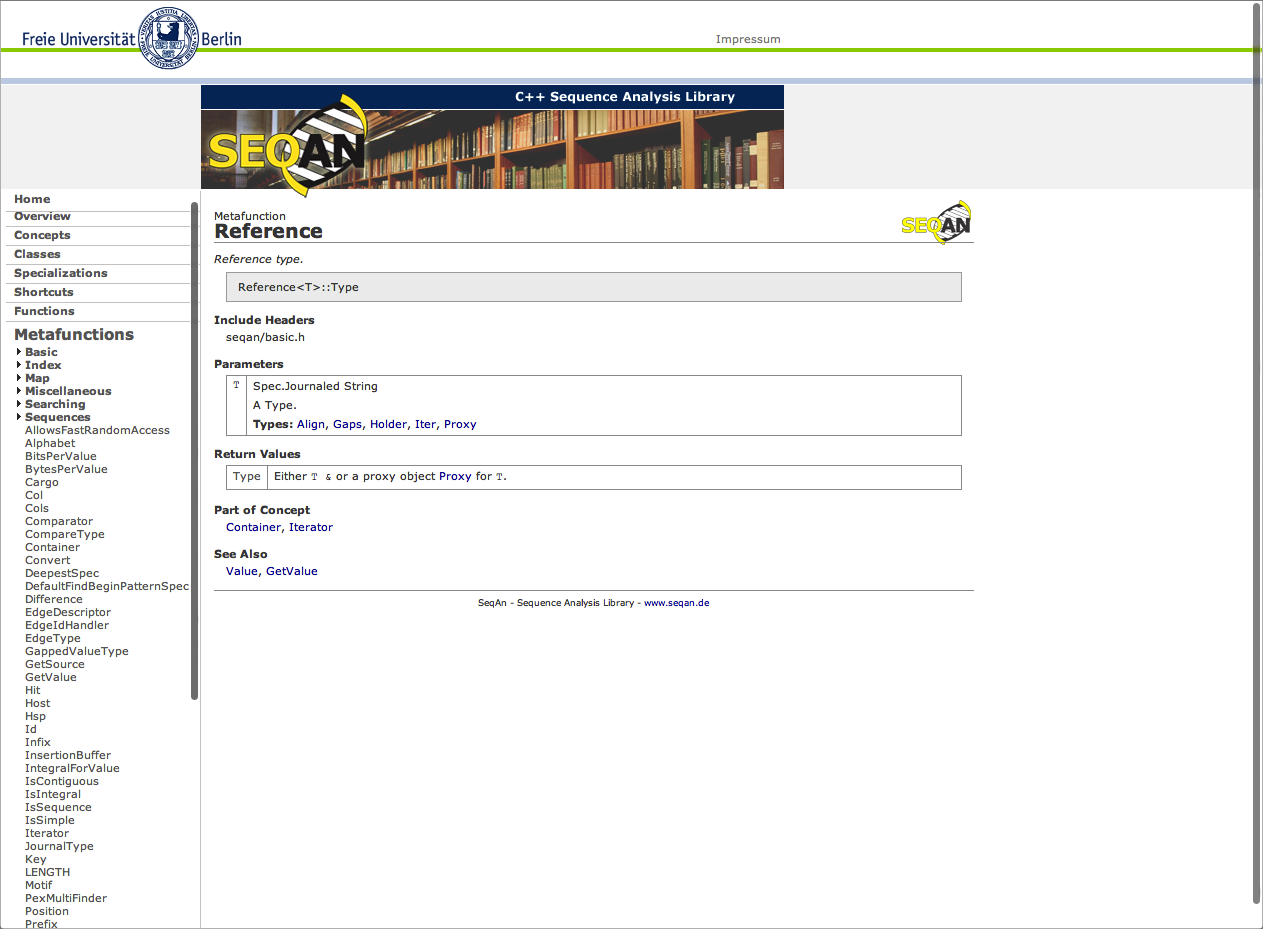 Freie Universität Berlin
Impressum
C++ Sequence Analysis Library
SEQAN
Home
Overview
Concepts
Classes
Specializations
Shortcuts
Functions
Metafunctions
Basic
Index
Map
Miscellaneous
Searching
Sequences
AllowsFastRandomAccess
Alphabet
BitsPerValue
BytesPerValue
Cargo
Col
Cols
Comparator
CompareType
Container
Convert
DeepestSpec
DefaultFindBeginPatternSpec
Difference
EdgeDescriptor
EdgeIdHandler
EdgeType
GappedValueType
GetSource
GetValue
Hit
Host
Hsp
Id
Infix
InsertionBuffer
IntegralForValue
IsContiguous
IsIntegral
IsSequence
IsSimple
Iterator
JournalType
Key
LENGTH
Motif
PexMultiFinder
Position
Prefix
Metafunction
Reference
SEQAN
Reference type.
Reference<T>::Type
Include Headers
seqan/basic.h
Parameters
T Spec.Journaled String
A Type.
Types: Align, Gaps, Holder, Iter, Proxy
Return Values
Type Either T & or a proxy object Proxy for T.
Part of Concept
Container, Iterator
See Also
Value, GetValue
SeqAn - Sequence Analysis Library - www.seqan.de